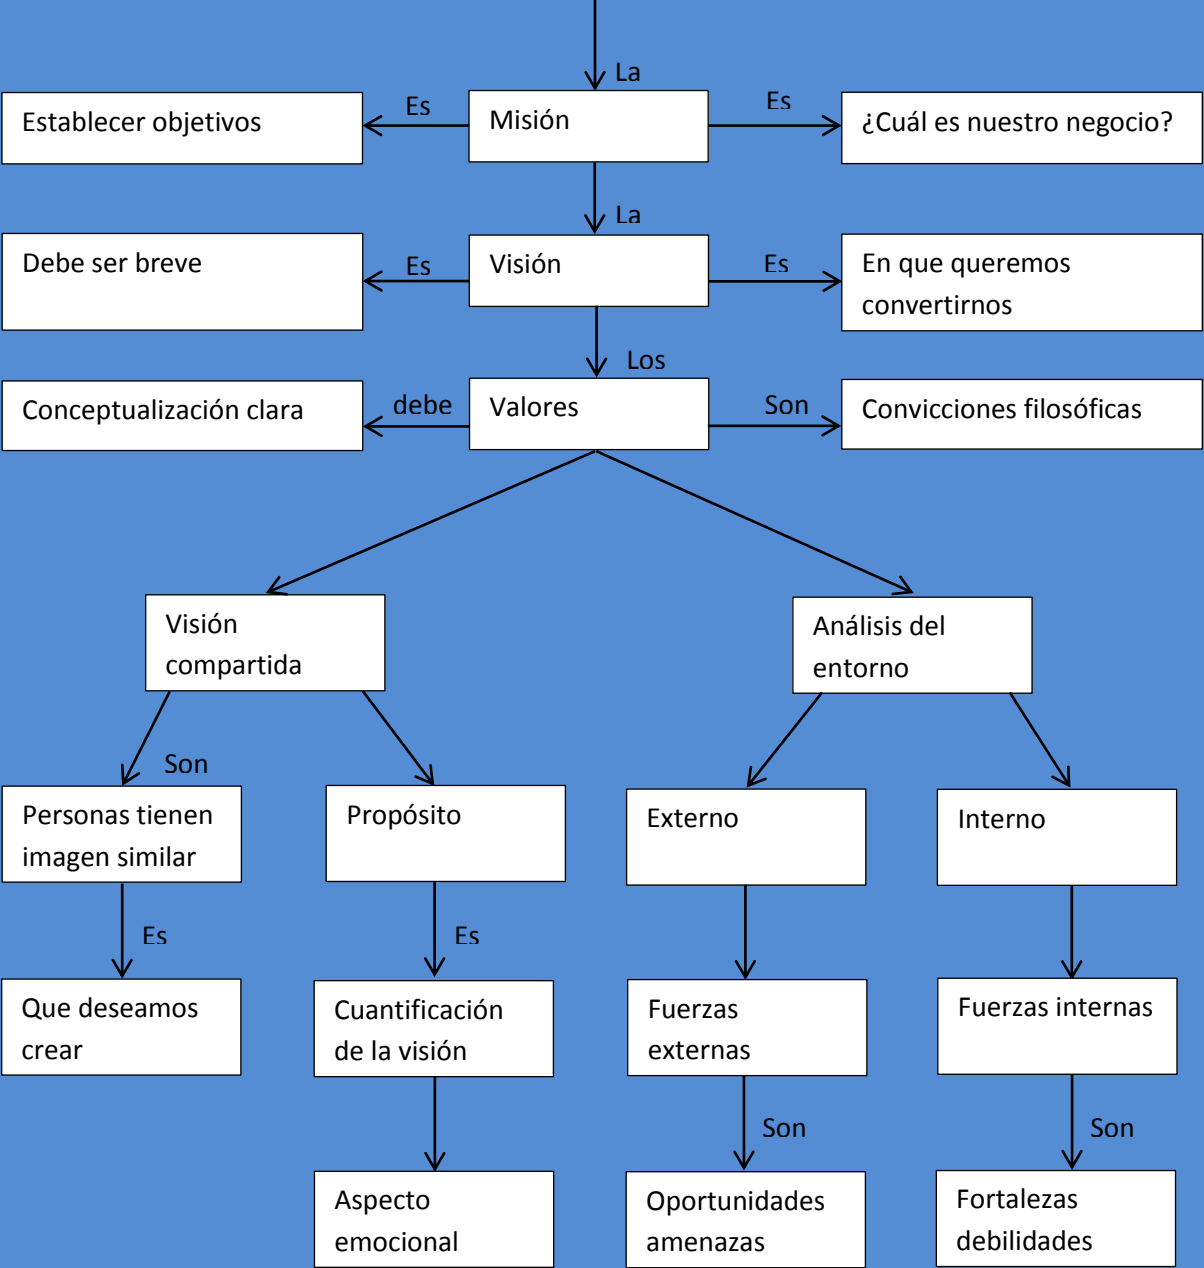 La
Establecer objetivos
Es
Misión
Es
¿Cuál es nuestro negocio?
La
Debe ser breve
Es
Visión
Es
En que queremos
convertirnos
Los
Conceptualización clara
debe
Valores
Son
Convicciones filosóficas
Visión
compartida
Análisis del
entorno
Son
Personas tienen
imagen similar
Propósito
Externo
Interno
Es
Es
Que deseamos
crear
Cuantificación
de la visión
Fuerzas
externas
Fuerzas internas
Son
Son
Aspecto
emocional
Oportunidades
amenazas
Fortalezas
debilidades